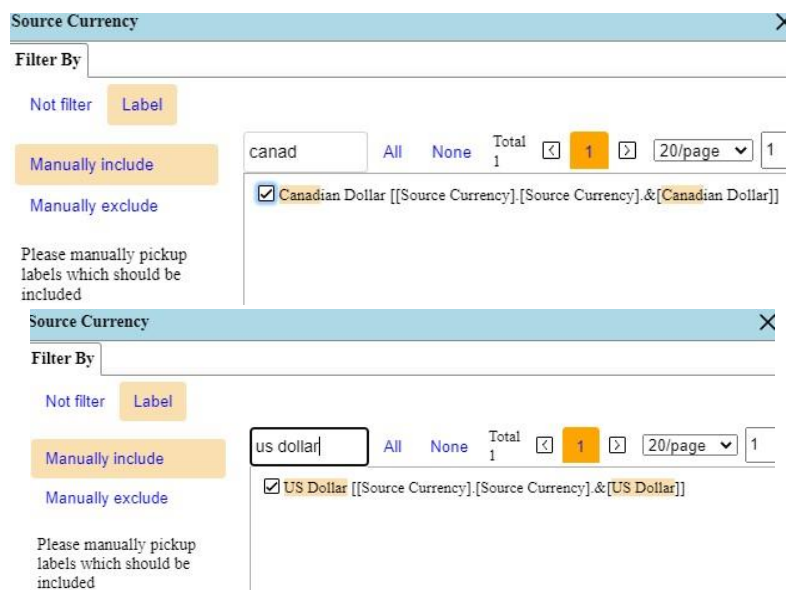 Source Currency
Filter By
Not filter Label
Manually include
Manually exclude
Please manually pickup
labels which should be
included
canad All None Total 1 1 20/page 1
Canadian Dollar [[Source Currency].[Source Currency].&[Canadian Dollar]]
Source Currency
Filter By
Not filter Label
Manually include
Manually exclude
Please manually pickup
labels which should be
included
us dollar All None Total 1 1 20/page 1
US Dollar [[Source Currency].[Source Currency].&[US Dollar]]